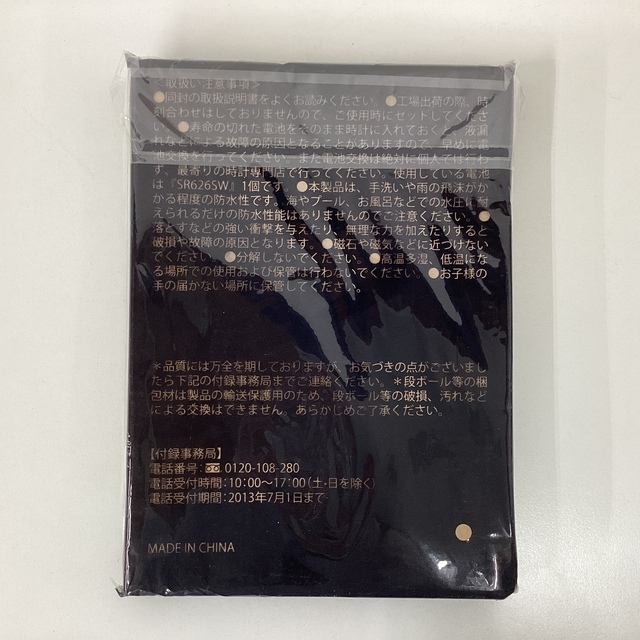 <取扱い注意事項>
●同封の取扱説明書をよくお読みください。●工場出荷の際、時
刻合わせはしておりませんので、ご使用時にセットしてくださ
い。●寿命の切れた電池をそのまま時計に入れておくと、液漏
れなどによる故障の原因となることがありますので、早めに電
池交換を行ってください。また電池交換は絶対に個人では行わ
ず、最寄りの時計専門店で行ってください。使用している電池
は『SR626SW』1個です。●本製品は、手洗いや雨の飛沫がか
かる程度の防水性です。海やプール、お風呂などでの水圧に耐
えられるだけの防水性能はありませんのでご注意ください。●
落とすなどの強い衝撃を与えたり、無理な力を加えたりすると
破損や故障の原因となります。●磁石や磁気などに近づけない
でください。●分解しないでください。●高温多湿、低温にな
る場所での使用および保管は行わないでください。●お子様の
手の届かない場所に保管してください。
＊品質には万全を期しておりますが、お気づきの点がございまし
たら下記の付録事務局までご連絡ください。＊段ボール等の梱
包材は製品の輸送保護用のため、段ボール等の破損、汚れなど
による交換はできません。あらかじめご了承ください。
【付録事務局】
電話番号:0120-108-280
電話受付時間:10:00〜17:00(土・日を除く)
電話受付期間:2013年7月1日まで
MADE IN CHINA